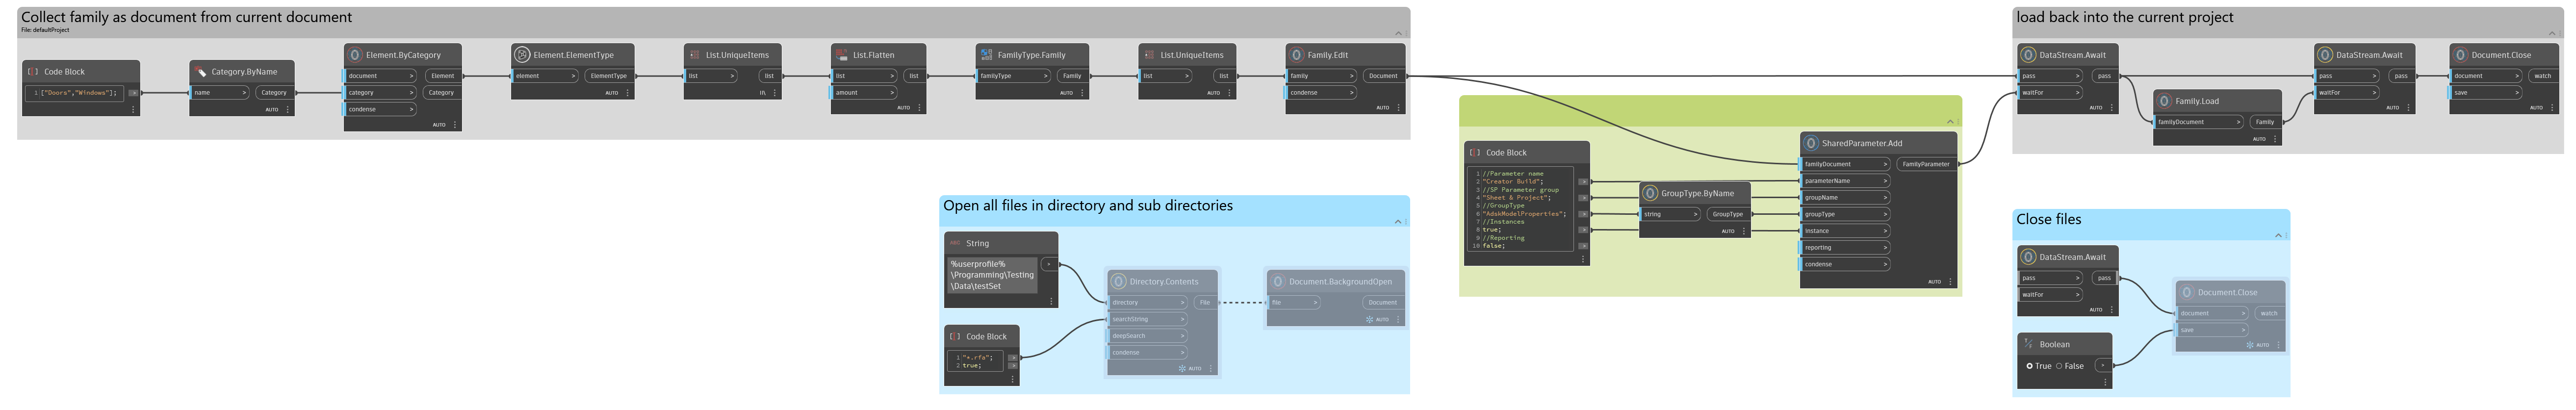 Collect family as document from current document
File: defaultProject
Code Block
1 ["Doors","Windows"];
>
Category.ByName
name >
Category
AUTO
Element.ByCategory
document >
Element
category >
Category
condense >
AUTO
Element.ElementType
element >
ElementType
AUTO
List.UniqueItems
list >
list
List.Flatten
list >
list
amount >
AUTO
FamilyType.Family
familyType >
Family
AUTO
List.UniqueItems
list >
list
AUTO
Family.Edit
family >
Document
condense >
AUTO
Code Block
1 //Parameter name
2 "Creator Build";
3 //SP Parameter group
4 "Sheet & Project";
5 //GroupType
6 "AdskModelProperties";
7 //Instances
8 true;
9 //Reporting
10 false;
GroupType.ByName
string >
GroupType
AUTO
SharedParameter.Add
familyDocument >
FamilyParameter
parameterName >
groupName >
groupType >
instance >
reporting >
condense >
AUTO
load back into the current project
DataStream.Await
pass >
pass
waitFor >
AUTO
Family.Load
familyDocument >
Family
AUTO
DataStream.Await
pass >
pass
waitFor >
AUTO
Document.Close
document >
watch
save >
AUTO
Open all files in directory and sub directories
ABC
String
%userprofile%
\Programming\Testing
\Data\testSet
>
Code Block
1 "*.rfa";
2 true;
Directory.Contents
directory >
File
searchString >
deepSearch >
condense >
AUTO
Document.BackgroundOpen
file >
Document
AUTO
Close files
DataStream.Await
pass >
pass
waitFor >
AUTO
Boolean
True False
>
Document.Close
document >
watch
save >
AUTO